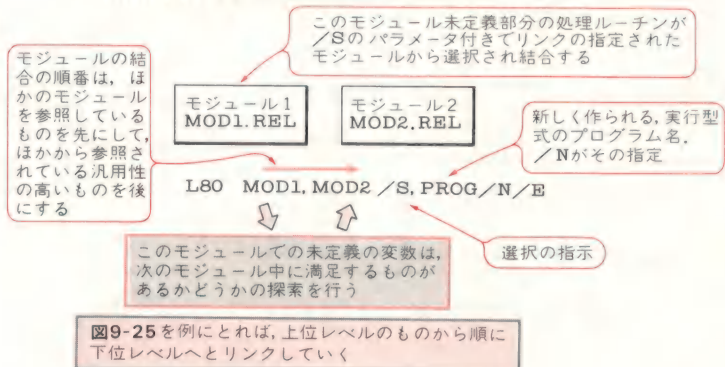 このモジュール未定義部分の処理ルーチンが
/Sのパラメータ付きでリンクの指定された
モジュールから選択され結合する
モジュールの結
合の順番は, ほ
かのモジュール
を参照している
ものを先にして,
ほかから参照さ
れている汎用性
の高いものを後
にする
モジュール1
MOD1.REL
モジュール2
MOD2.REL
新しく作られる, 実行型
式のプログラム名.
/Nがその指定
L80 MOD1, MOD2 /S, PROG/N/E
このモジュールでの未定義の変数は,
次のモジュール中に満足するものが
あるかどうかの探索を行う
選択の指示
図9-25を例にとれば, 上位レベルのものから順に
下位レベルへとリンクしていく